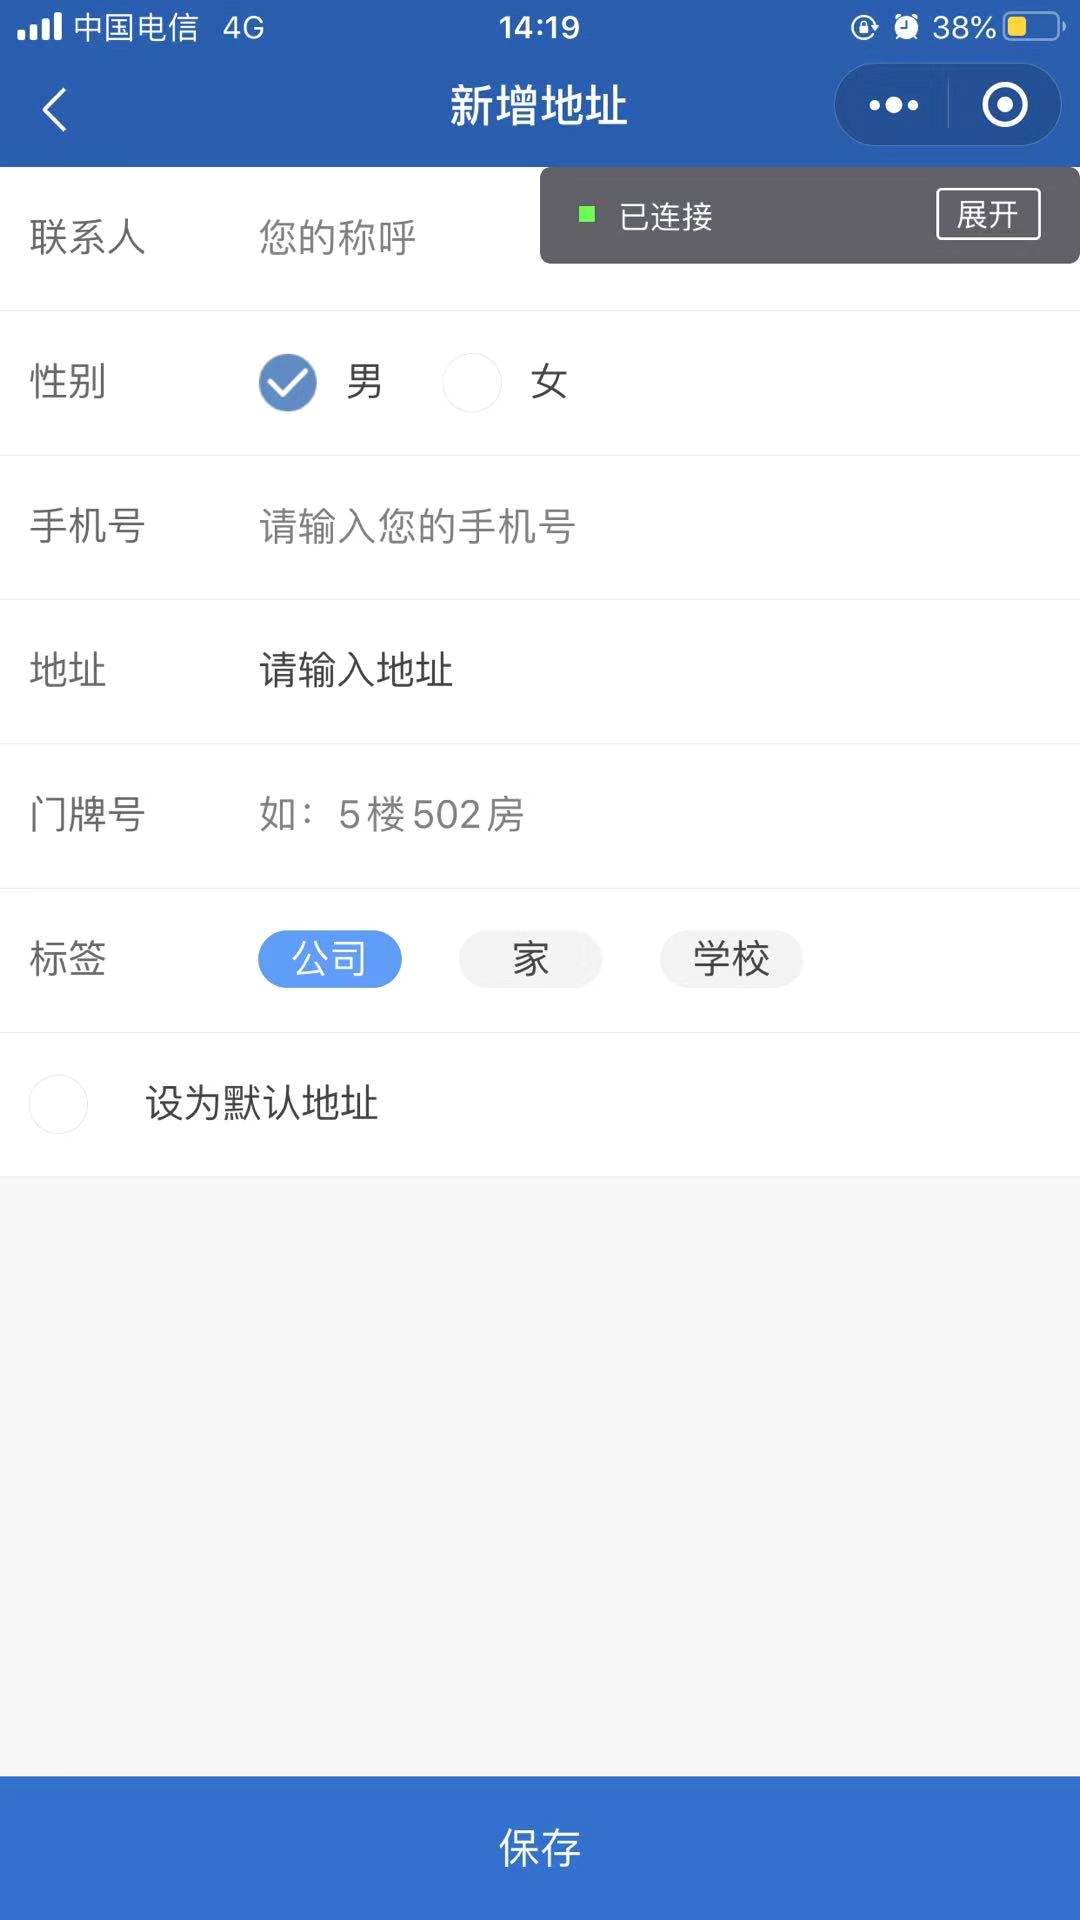 中国电信 4G 14:19 38%
新增地址
已连接 展开
联系人 您的称呼
性别 男 女
手机号 请输入您的手机号
地址 请输入地址
门牌号 如：5楼502房
标签 公司 家 学校
设为默认地址
保存